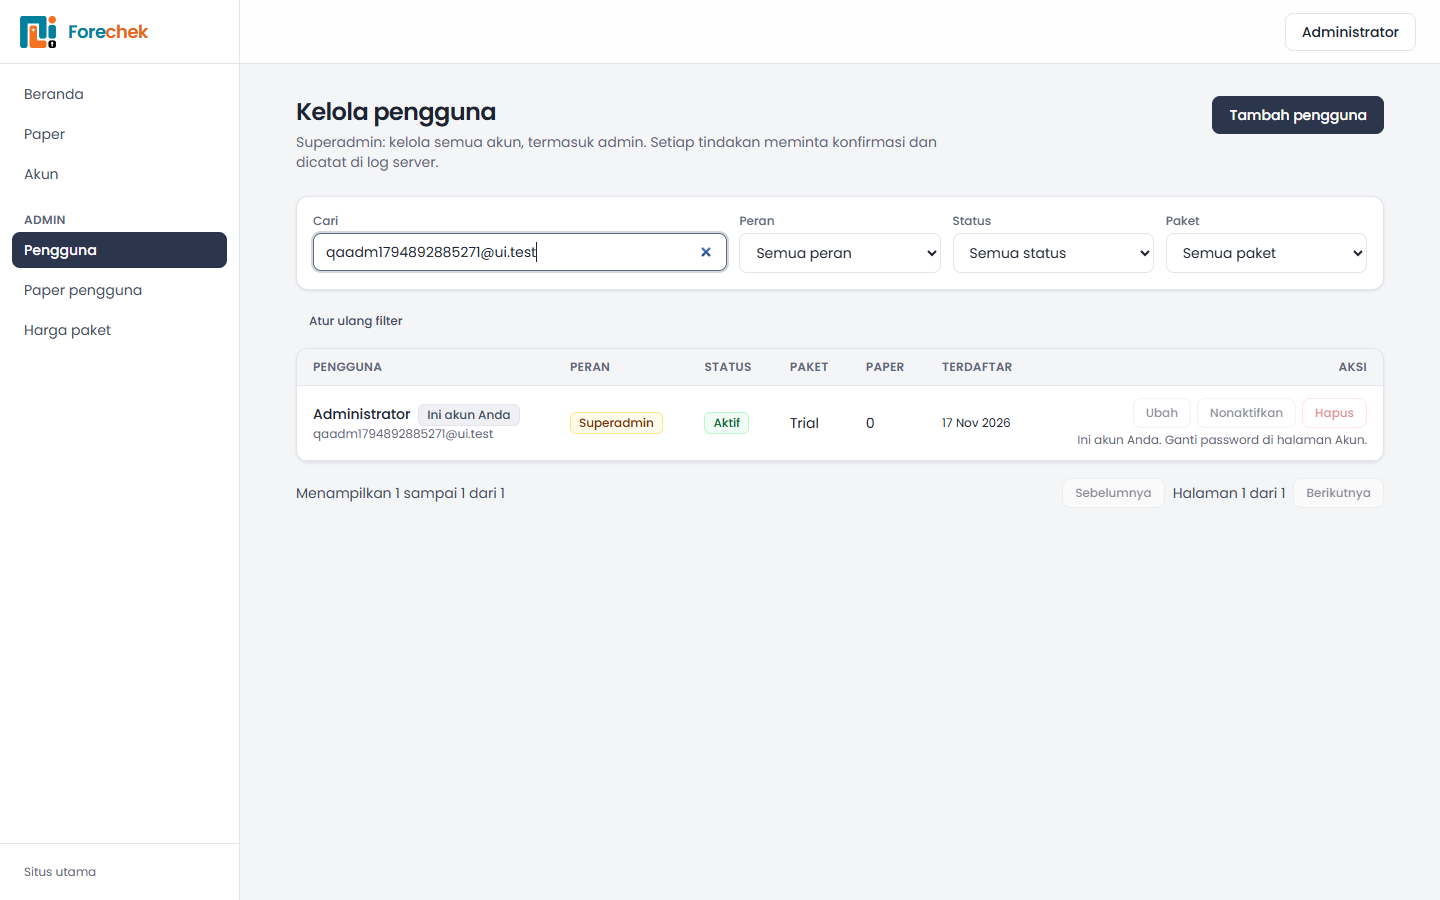 Forechek
Administrator
Beranda
Paper
Akun
ADMIN
Pengguna
Paper pengguna
Harga paket
Situs utama
Kelola pengguna
Superadmin: kelola semua akun, termasuk admin. Setiap tindakan meminta konfirmasi dan
dicatat di log server.
Tambah pengguna
Cari
Peran
Status
Paket
qaadm1794892885271@ui.test
Semua peran
Semua status
Semua paket
Atur ulang filter
PENGGUNA PERAN STATUS PAKET PAPER TERDAFTAR AKSI
Administrator Ini akun Anda
qaadm1794892885271@ui.test
Superadmin
Aktif
Trial
0
17 Nov 2026
Ubah Nonaktifkan Hapus
Ini akun Anda. Ganti password di halaman Akun.
Menampilkan 1 sampai 1 dari 1
Sebelumnya Halaman 1 dari 1 Berikutnya